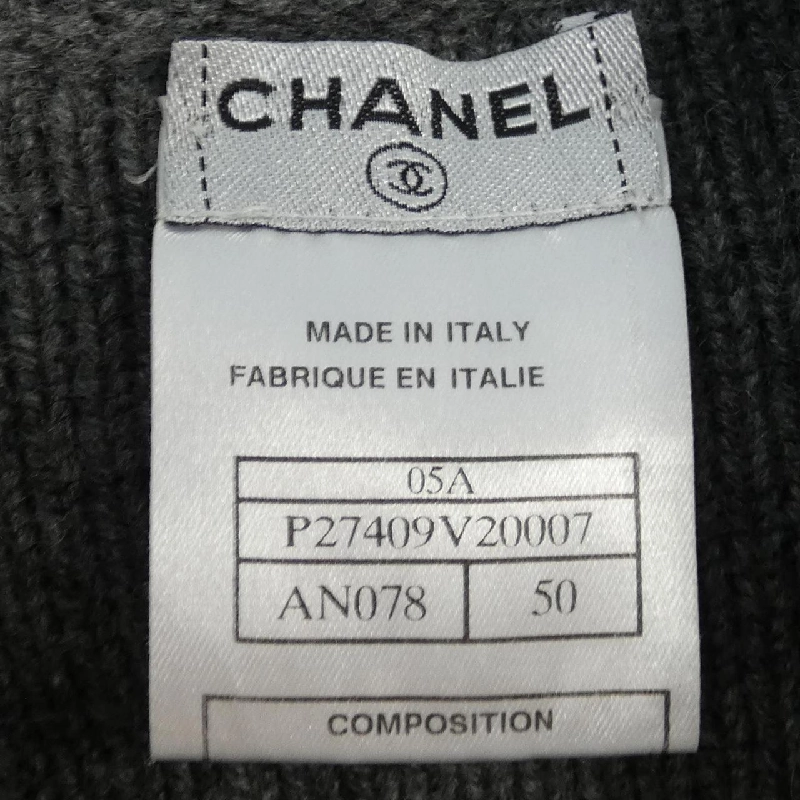 CHANEL
MADE IN ITALY
FABRIQUE EN ITALIE
05A
P27409V20007
AN078 50
COMPOSITION